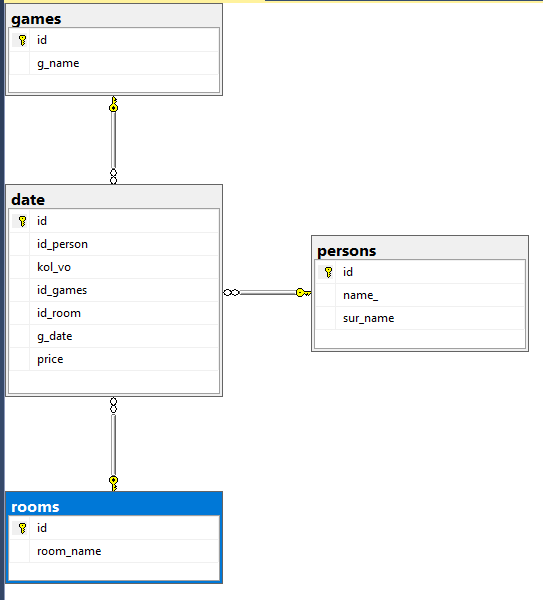 games
id
g_name
date
id
id_person
kol_vo
id_games
id_room
g_date
price
persons
id
name_
sur_name
rooms
id
room_name